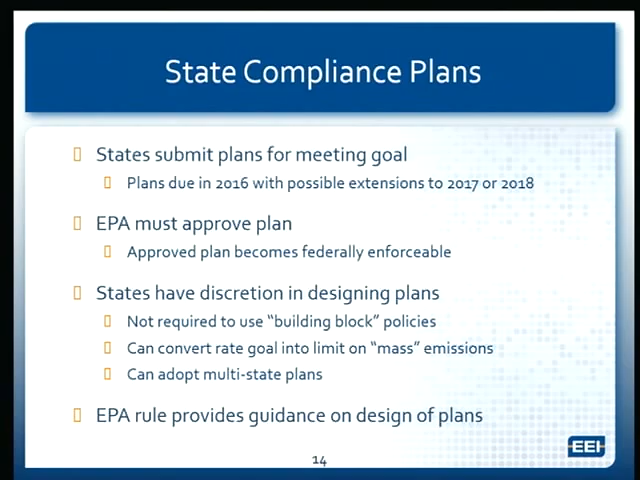 State Compliance Plans
States submit plans for meeting goal
Plans due in 2016 with possible extensions to 2017 or 2018
EPA must approve plan
Approved plan becomes federally enforceable
States have discretion in designing plans
Not required to use “building block” policies
Can convert rate goal into limit on “mass” emissions
Can adopt multi-state plans
EPA rule provides guidance on design of plans
EEI
14